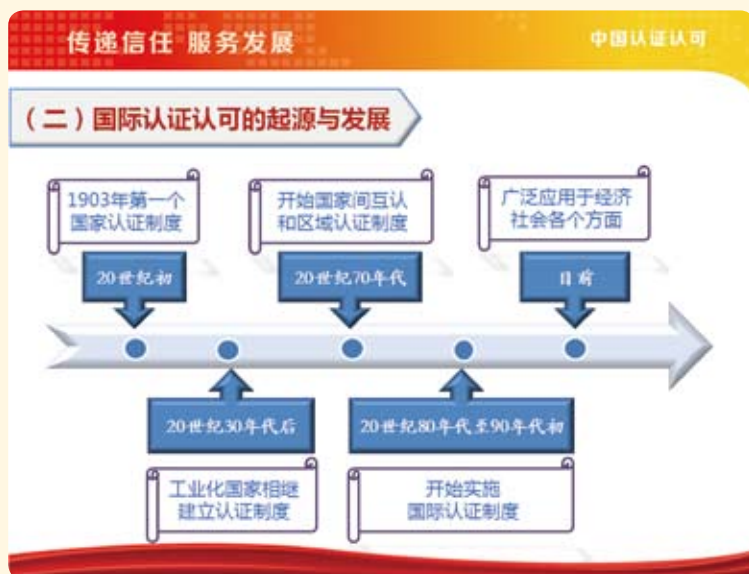 传递信任 服务发展
中国认证认可
（二）国际认证认可的起源与发展
1903年第一个
国家认证制度
20世纪初
开始国家间互认
和区域认证制度
20世纪70年代
广泛应用于经济
社会各个方面
目前
20世纪30年代后
工业化国家相继
建立认证制度
20世纪80年代至90年代初
开始实施
国际认证制度